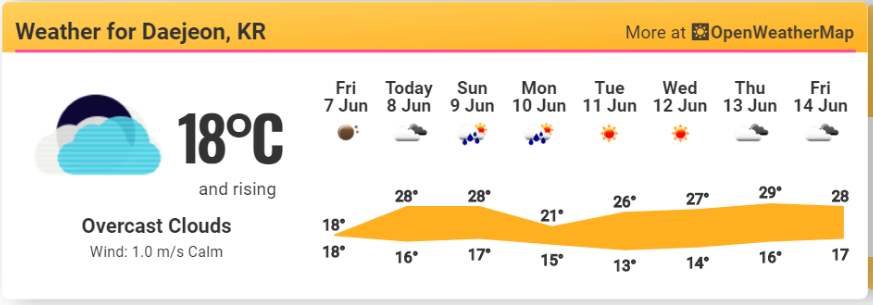 Weather for Daejeon, KR
More at OpenWeatherMap
18°C
and rising
Overcast Clouds
Wind: 1.0 m/s Calm
Fri Today Sun Mon Tue Wed Thu Fri
7 Jun 8 Jun 9 Jun 10 Jun 11 Jun 12 Jun 13 Jun 14 Jun
18° 28° 28° 21° 26° 27° 29° 28
18° 16° 17° 15° 13° 14° 16° 17